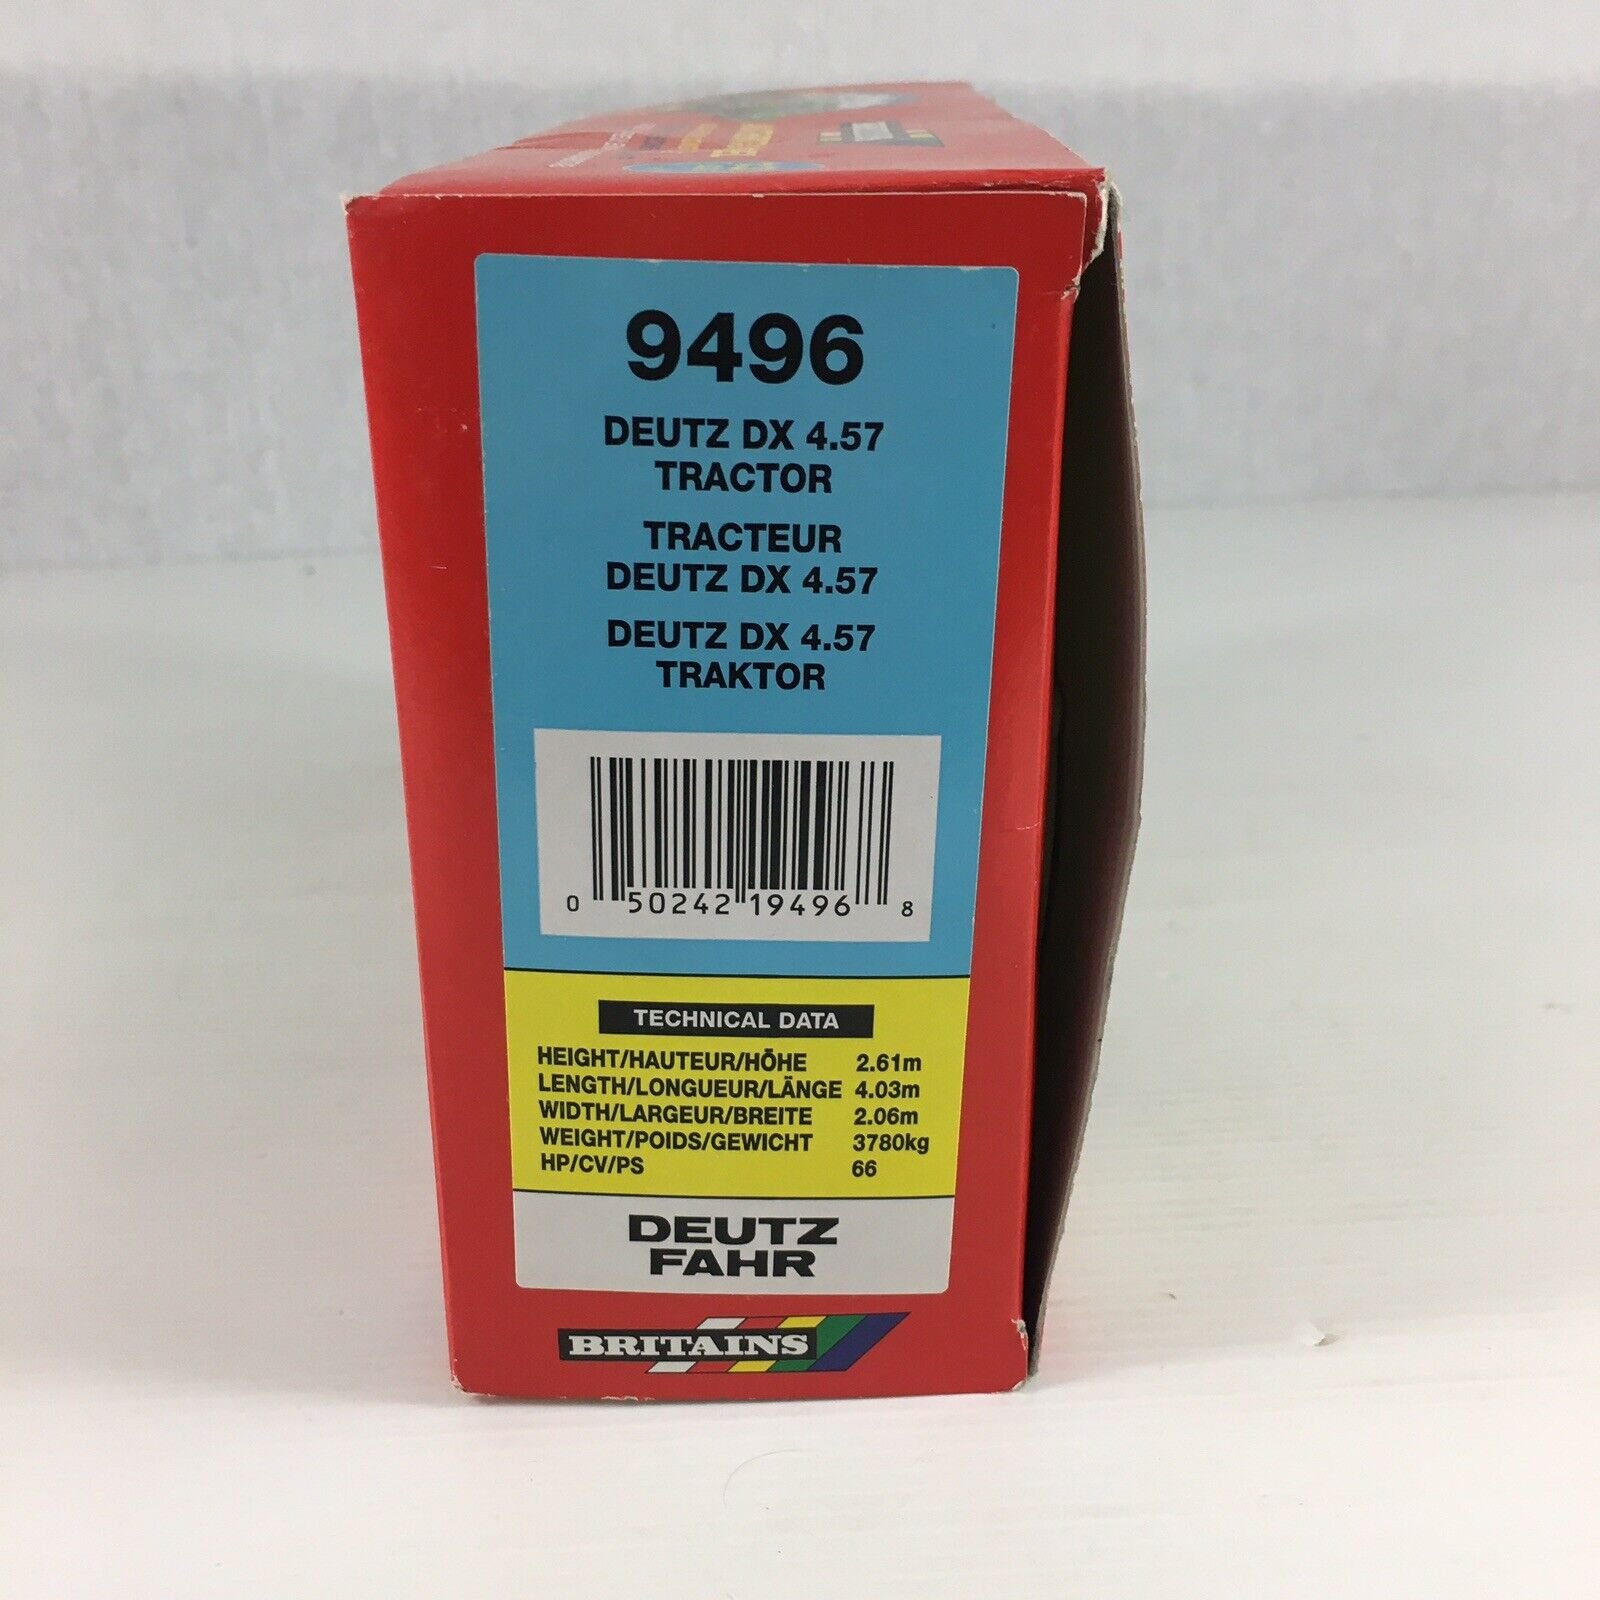 9496
DEUTZ DX 4.57
TRACTOR
TRACTEUR
DEUTZ DX 4.57
DEUTZ DX 4.57
TRAKTOR
0 50242 19496 8
TECHNICAL DATA
HEIGHT/HAUTEUR/HÖHE 2.61m
LENGTH/LONGUEUR/LÄNGE 4.03m
WIDTH/LARGEUR/BREITE 2.06m
WEIGHT/POIDS/GEWICHT 3780kg
HP/CV/PS 66
DEUTZ
FAHR
BRITAINS